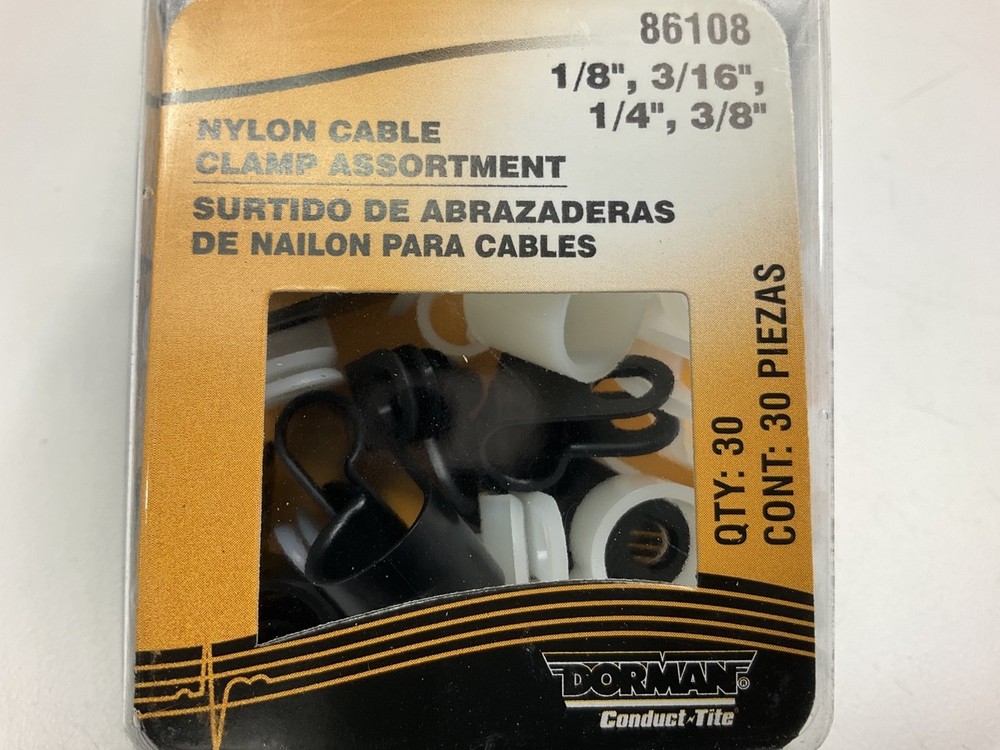 86108
1/8", 3/16",
1/4", 3/8"
NYLON CABLE
CLAMP ASSORTMENT
SURTIDO DE ABRAZADERAS
DE NAILON PARA CABLES
QTY: 30
CONT: 30 PIEZAS
DORMAN®
Conduct-Tite